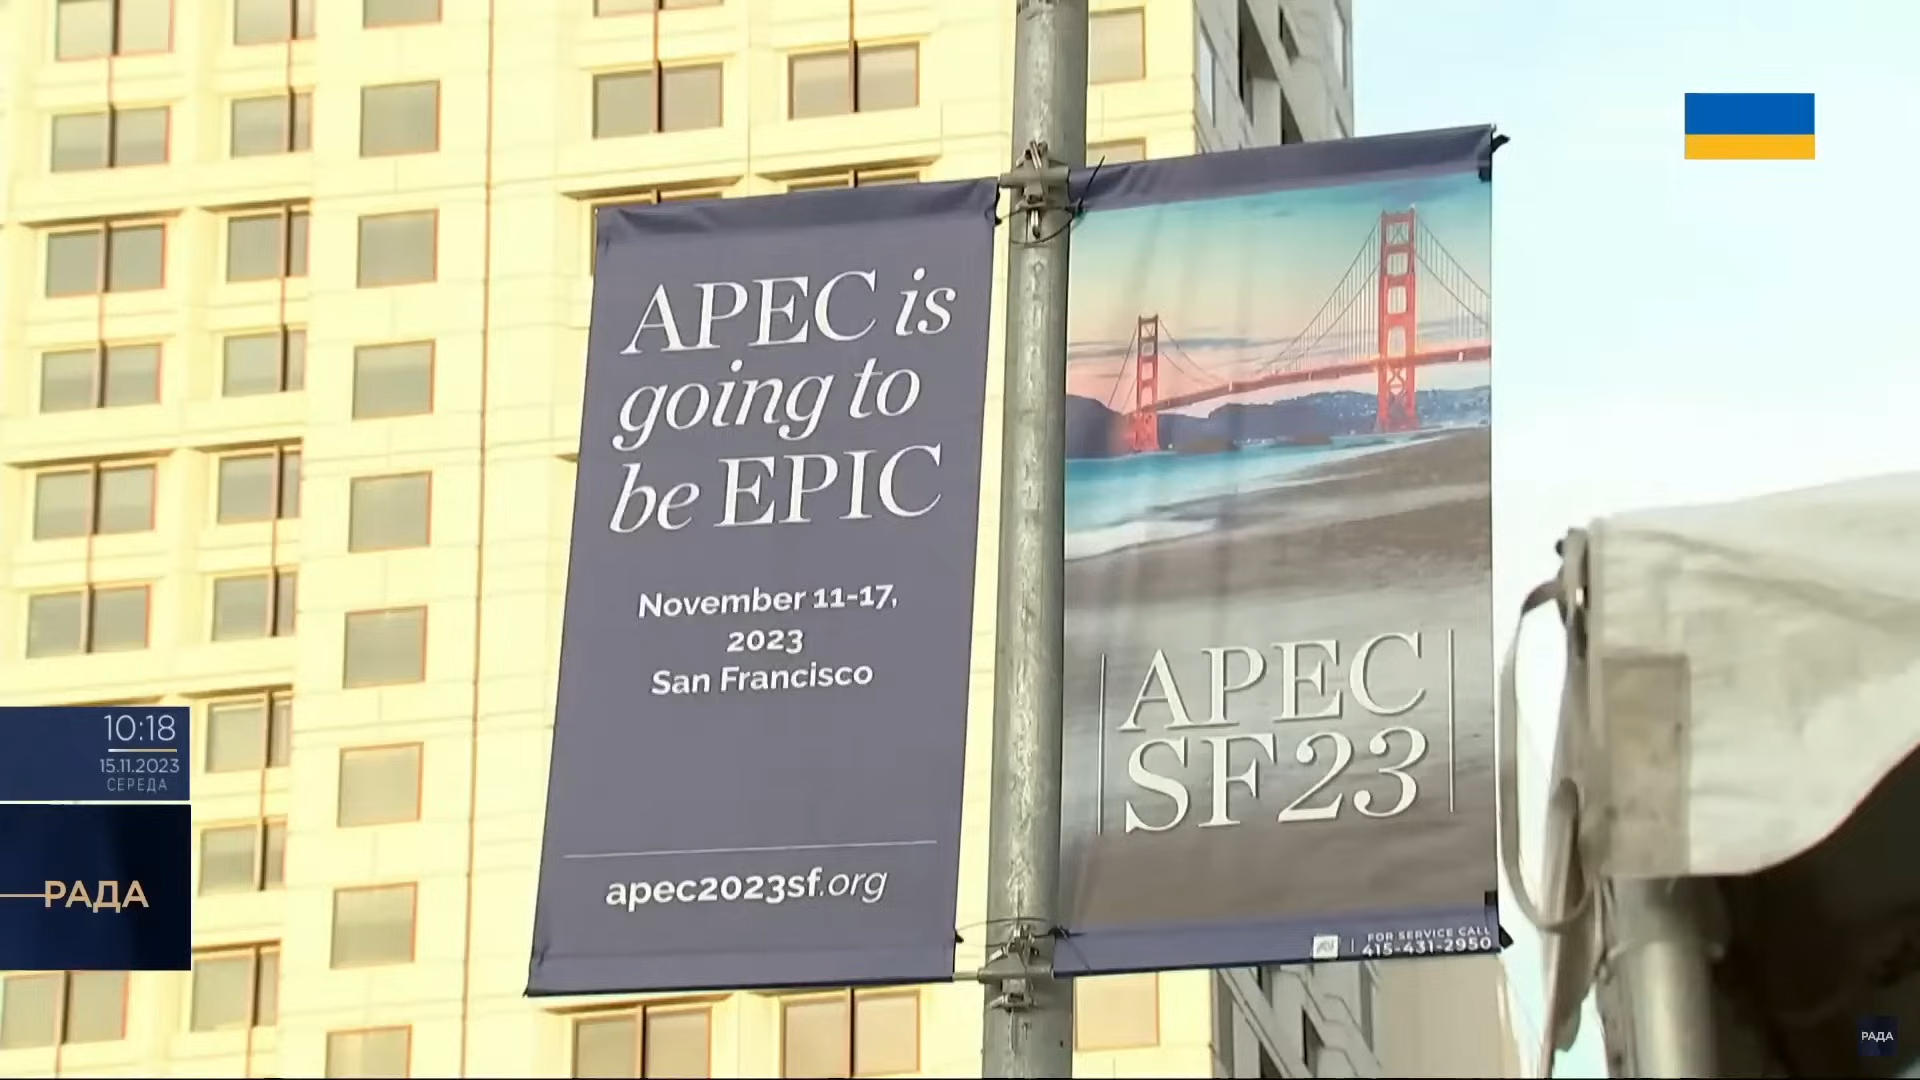 APEC is
going to
be EPIC
November 11-17,
2023
San Francisco
apec2023sf.org
APEC
SF23
FOR SERVICE CALL
415-431-2950
10:18
15.11.2023
СЕРЕДА
РАДА
РАДА